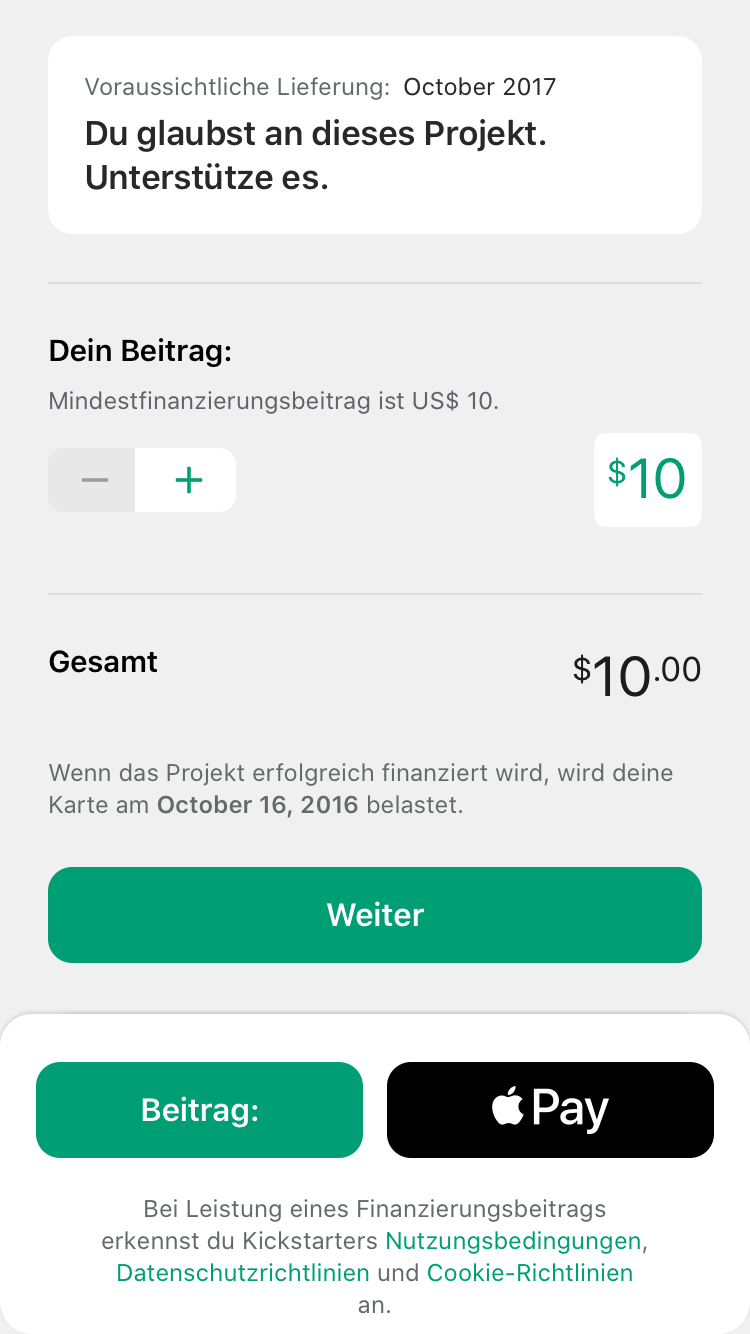 Voraussichtliche Lieferung: October 2017
Du glaubst an dieses Projekt.
Unterstütze es.
Dein Beitrag:
Mindestfinanzierungsbeitrag ist US$ 10.
− +
$10
Gesamt
$10.00
Wenn das Projekt erfolgreich finanziert wird, wird deine
Karte am October 16, 2016 belastet.
Weiter
Beitrag:
Pay
Bei Leistung eines Finanzierungsbeitrags
erkennst du Kickstarters Nutzungsbedingungen,
Datenschutzrichtlinien und Cookie-Richtlinien
an.